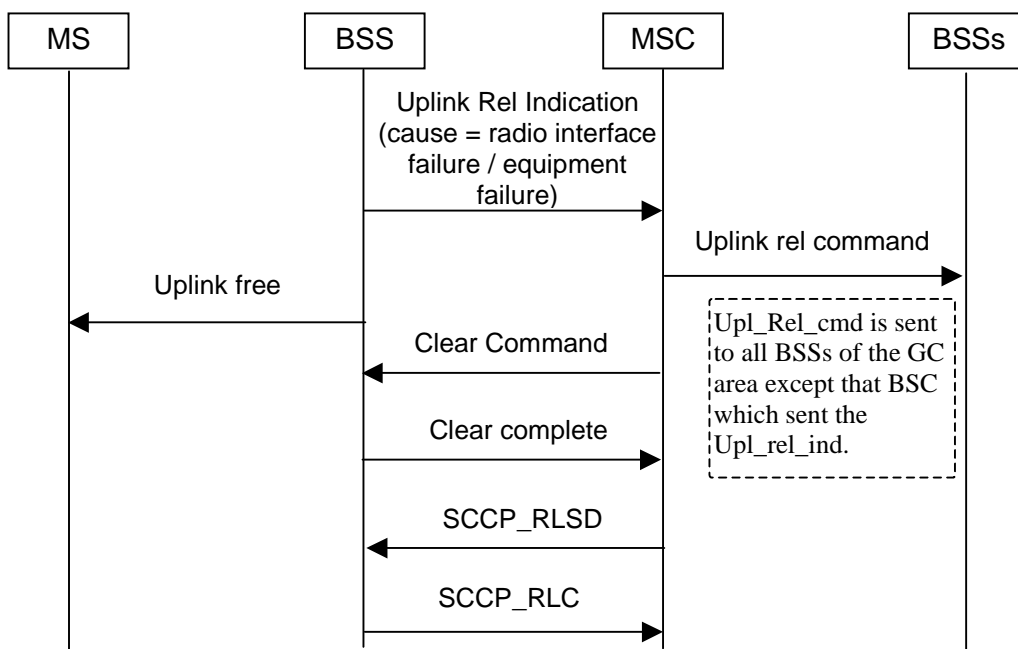 MS
BSS
MSC
BSSs
Uplink Rel Indication
(cause = radio interface
failure / equipment
failure)
Uplink rel command
Uplink free
Upl_Rel_cmd is sent
to all BSSs of the GC
area except that BSC
which sent the
Upl_rel_ind.
Clear Command
Clear complete
SCCP_RLSD
SCCP_RLC